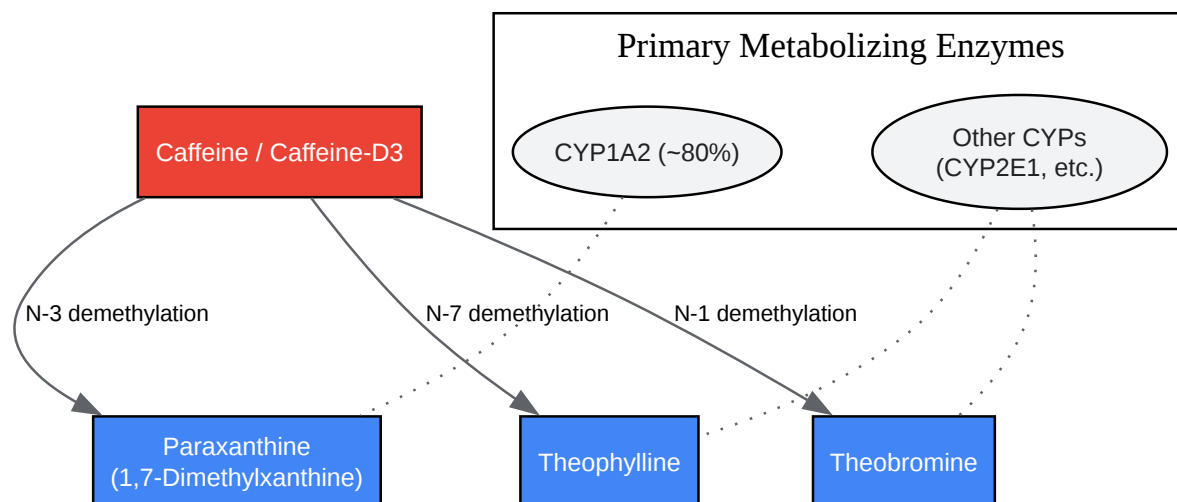 Primary Metabolizing Enzymes
Caffeine / Caffeine-D3
CYP1A2 (~80%)
Other CYPs
(CYP2E1, etc.)
N-3 demethylation
N-7 demethylation
N-1 demethylation
Paraxanthine
(1,7-Dimethylxanthine)
Theophylline
Theobromine